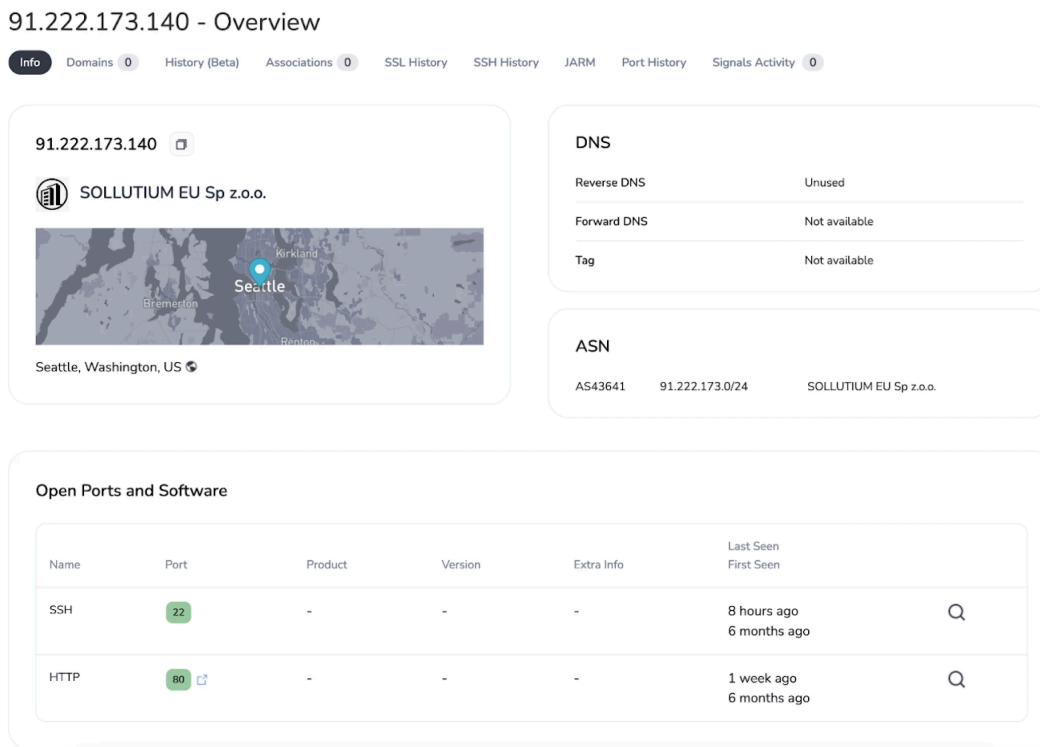 91.222.173.140 - Overview
Info Domains 0 History (Beta) Associations 0 SSL History SSH History JARM Port History Signals Activity 0
91.222.173.140
SOLLUTIUM EU Sp z.o.o.
Kirkland
Seattle
Bremerton
Renton
Seattle, Washington, US
DNS
Reverse DNS Unused
Forward DNS Not available
Tag Not available
ASN
AS43641 91.222.173.0/24 SOLLUTIUM EU Sp z.o.o.
Open Ports and Software
Last Seen
Name Port Product Version Extra Info First Seen
SSH 22 - - - 8 hours ago
6 months ago
HTTP 80 - - - 1 week ago
6 months ago